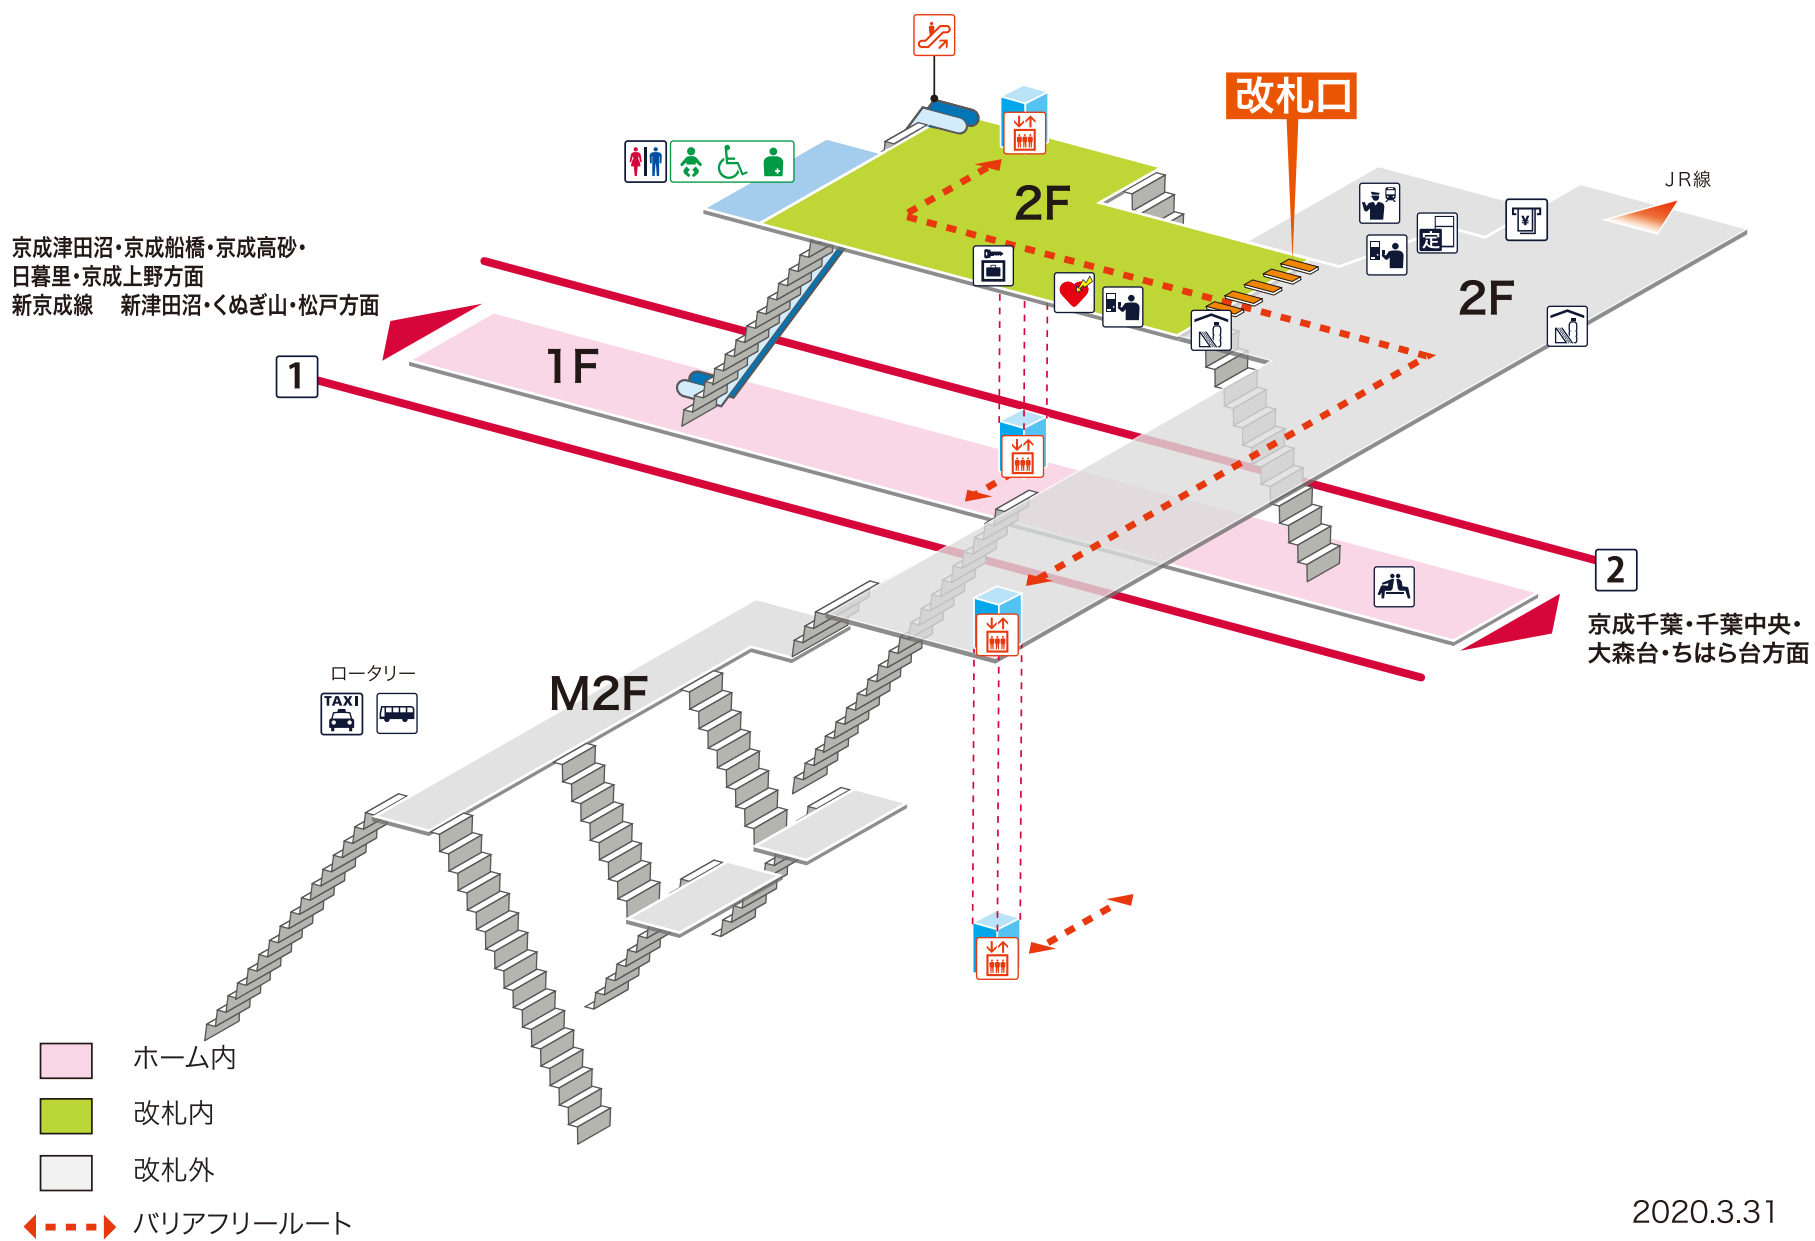 改札口
2F
JR線
定
¥
京成津田沼・京成船橋・京成高砂・
日暮里・京成上野方面
新京成線　新津田沼・くぬぎ山・松戸方面
2F
1F
1
2
京成千葉・千葉中央・
大森台・ちはら台方面
ロータリー
TAXI
M2F
ホーム内
改札内
改札外
バリアフリールート
2020.3.31